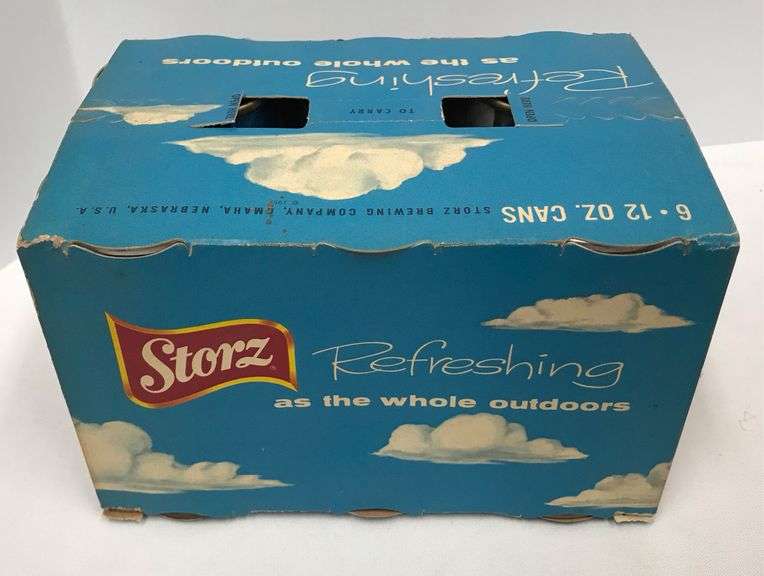 Refreshing
as the whole outdoors
TO CARRY
6 • 12 OZ. CANS STORZ BREWING COMPANY, OMAHA, NEBRASKA, U.S.A.
Storz
Refreshing
as the whole outdoors